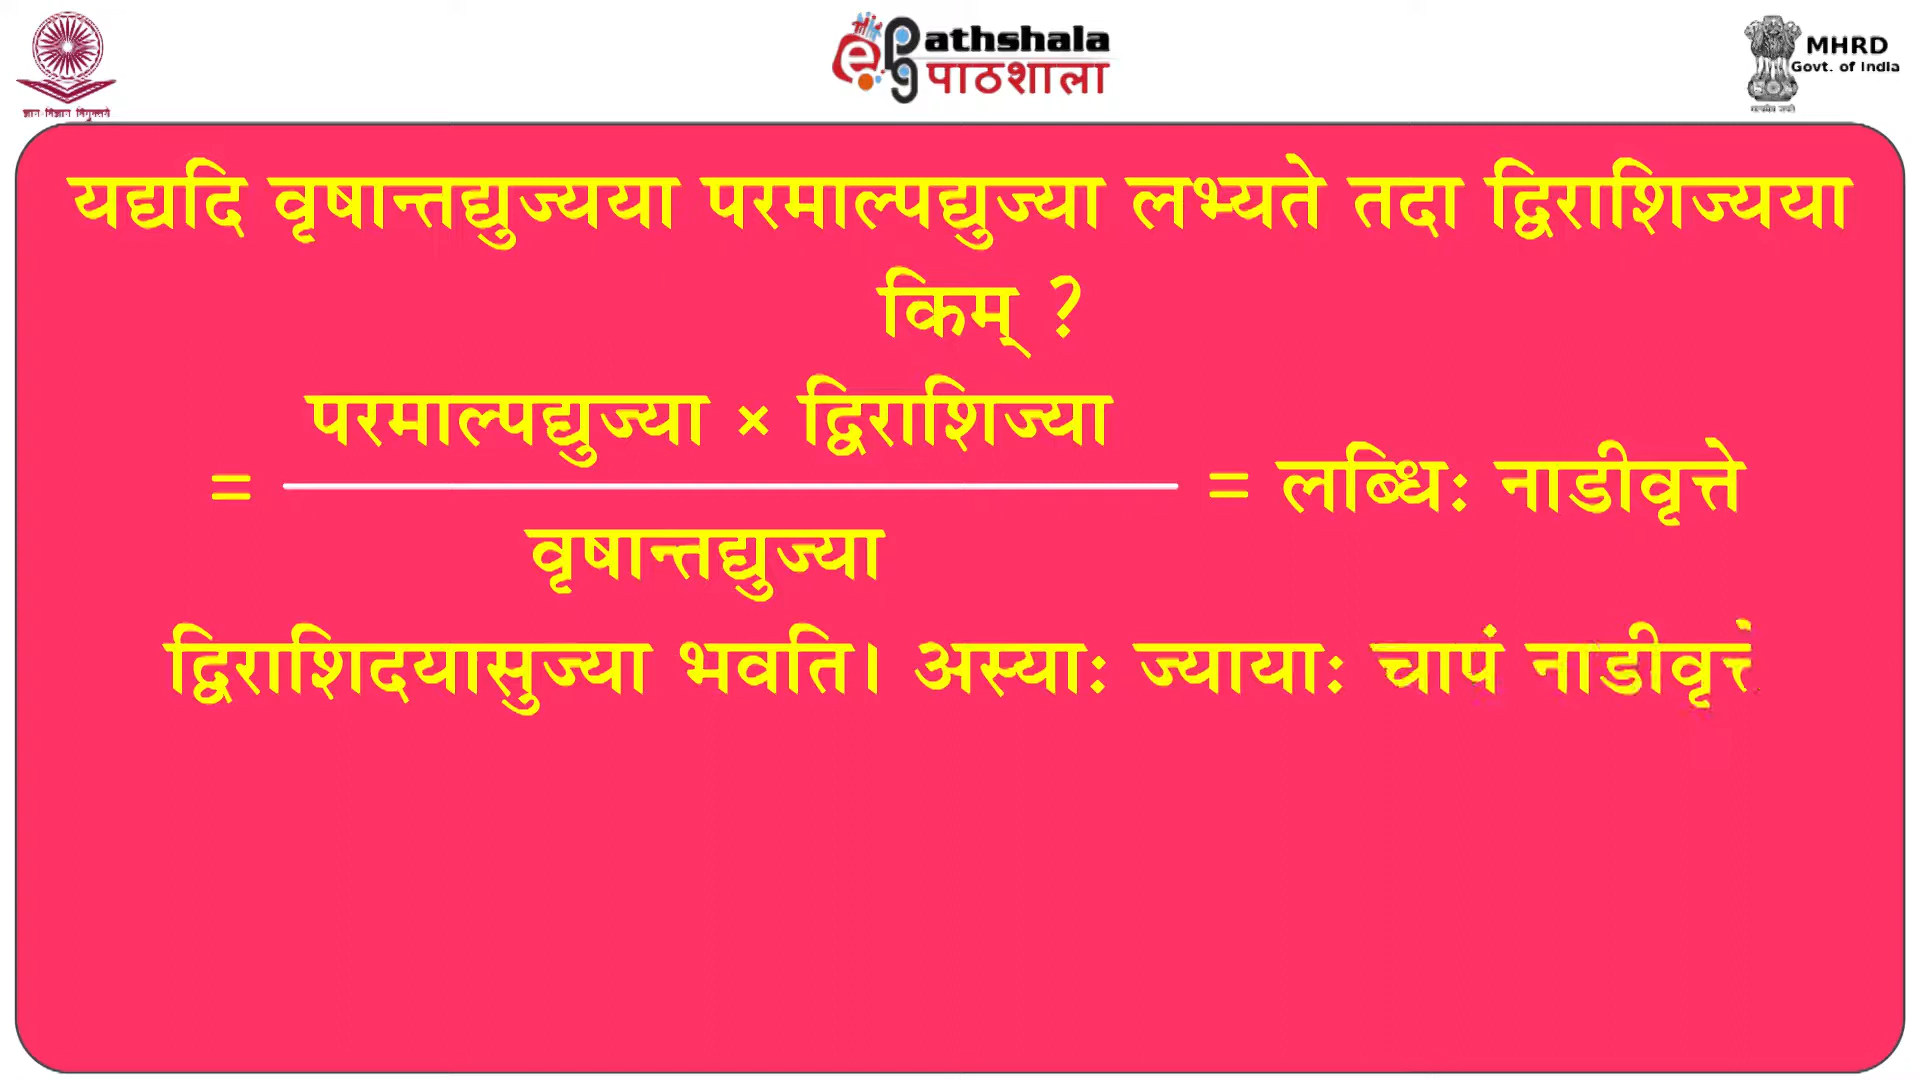 athshala
पाठशाला
MHRD
Govt. of India
यद्यदि वृषान्तद्युज्यया परमाल्पद्युज्या लभ्यते तदा द्विराशिज्यया
किम् ?
परमाल्पद्युज्या × द्विराशिज्या
= = लब्धिः नाडीवृत्ते
वृषान्तद्युज्या
द्विराशिदयासुज्या भवति। अस्याः ज्यायाः चापं नाडीवृत्ते